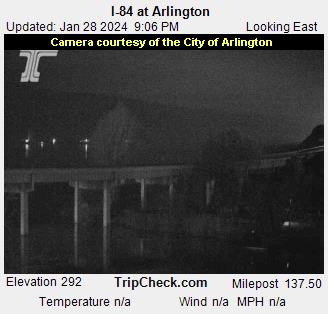 I-84 at Arlington
Updated: Jan 28 2024 9:06 PM Looking East
Camera courtesy of the City of Arlington
Elevation 292 TripCheck.com Milepost 137.50
Temperature n/a Wind n/a MPH n/a